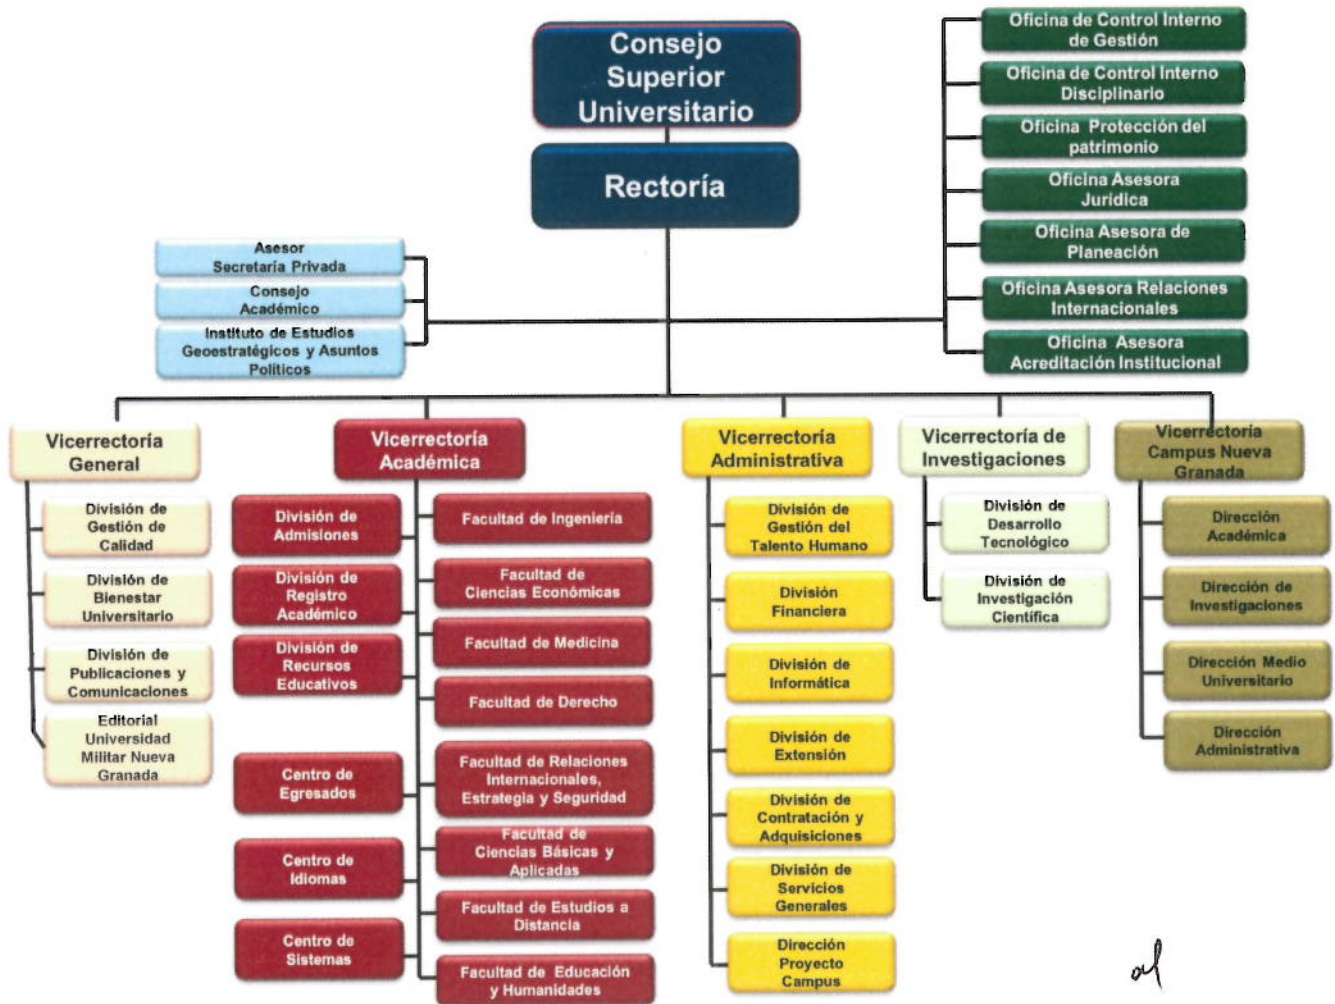 Consejo
Superior
Universitario
Rectoría
Oficina de Control Interno
de Gestión
Oficina de Control Interno
Disciplinario
Oficina Protección del
patrimonio
Oficina Asesora
Juridica
Oficina Asesora de
Planeación
Oficina Asesora Relaciones
Internacionales
Oficina Asesora
Acreditación Institucional
Asesor
Secretaría Privada
Consejo
Académico
Instituto de Estudios
Geoestratégicos y Asuntos
Políticos
Vicerrectoría
General
División de
Gestión de
Calidad
División de
Bienestar
Universitario
División de
Publicaciones y
Comunicaciones
Editorial
Universidad
Militar Nueva
Granada
Vicerrectoría
Académica
División de
Admisiones
División de
Registro
Académico
División de
Recursos
Educativos
Centro de
Egresados
Centro de
Idiomas
Centro de
Sistemas
Facultad de Ingeniería
Facultad de
Ciencias Económicas
Facultad de Medicina
Facultad de Derecho
Facultad de Relaciones
Internacionales,
Estrategia y Seguridad
Facultad de
Ciencias Básicas y
Aplicadas
Facultad de Estudios a
Distancia
Facultad de Educación
y Humanidades
Vicerrectoría
Administrativa
División de
Gestión del
Talento Humano
División
Financiera
División de
Informática
División de
Extensión
División de
Contratación y
Adquisiciones
División de
Servicios
Generales
Dirección
Proyecto
Campus
Vicerrectoría de
Investigaciones
División de
Desarrollo
Tecnológico
División de
Investigación
Científica
Vicerrectoría
Campus Nueva
Granada
Dirección
Académica
Dirección de
Investigaciones
Dirección Medio
Universitario
Dirección
Administrativa